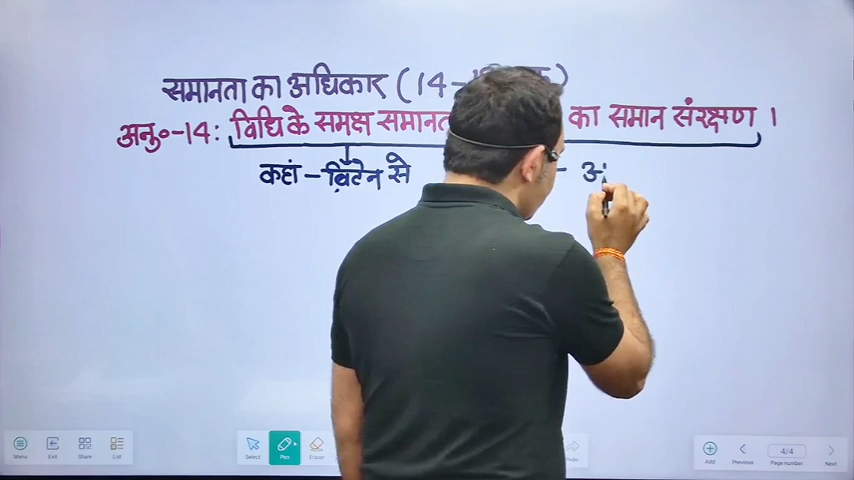 समानता का अधिकार (14 –
अनु०-14: विधि के समक्ष समानता का समान संरक्षण ।
कहां – ब्रिटेन से –
Menu Exit Share List Select Pen Eraser Add Previous 4/4 Page number Next